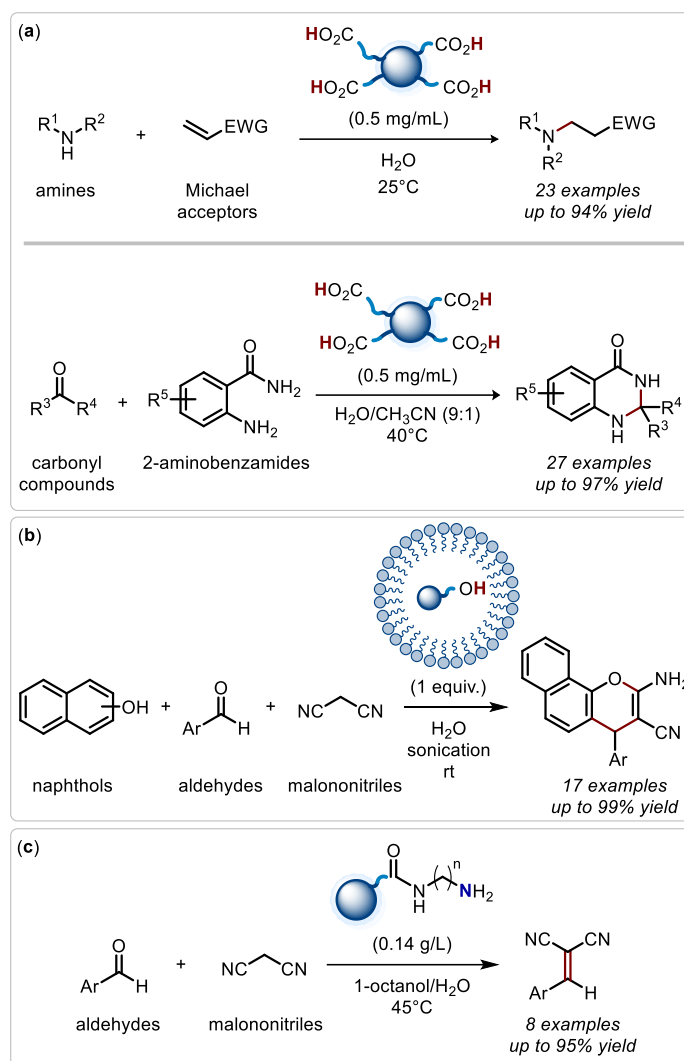 (a)
HO₂C CO₂H
HO₂C CO₂H
(0.5 mg/mL)
R¹ N R² H + EWG H₂O R¹ N R² EWG
25°C
amines Michael acceptors 23 examples
up to 94% yield
HO₂C CO₂H
HO₂C CO₂H
(0.5 mg/mL)
O R³ R⁴ + R⁵ O NH₂ NH₂ H₂O/CH₃CN (9:1) R⁵ O NH N H R⁴ R³
40°C
carbonyl compounds 2-aminobenzamides 27 examples
up to 97% yield
(b)
OH
(1 equiv.)
OH + O Ar H + NC CN H₂O O NH₂ CN Ar
sonication
rt
naphthols aldehydes malononitriles 17 examples
up to 99% yield
(c)
O N H ( ) n NH₂
(0.14 g/L)
O Ar H + NC CN 1-octanol/H₂O NC CN Ar H
45°C
aldehydes malononitriles 8 examples
up to 95% yield